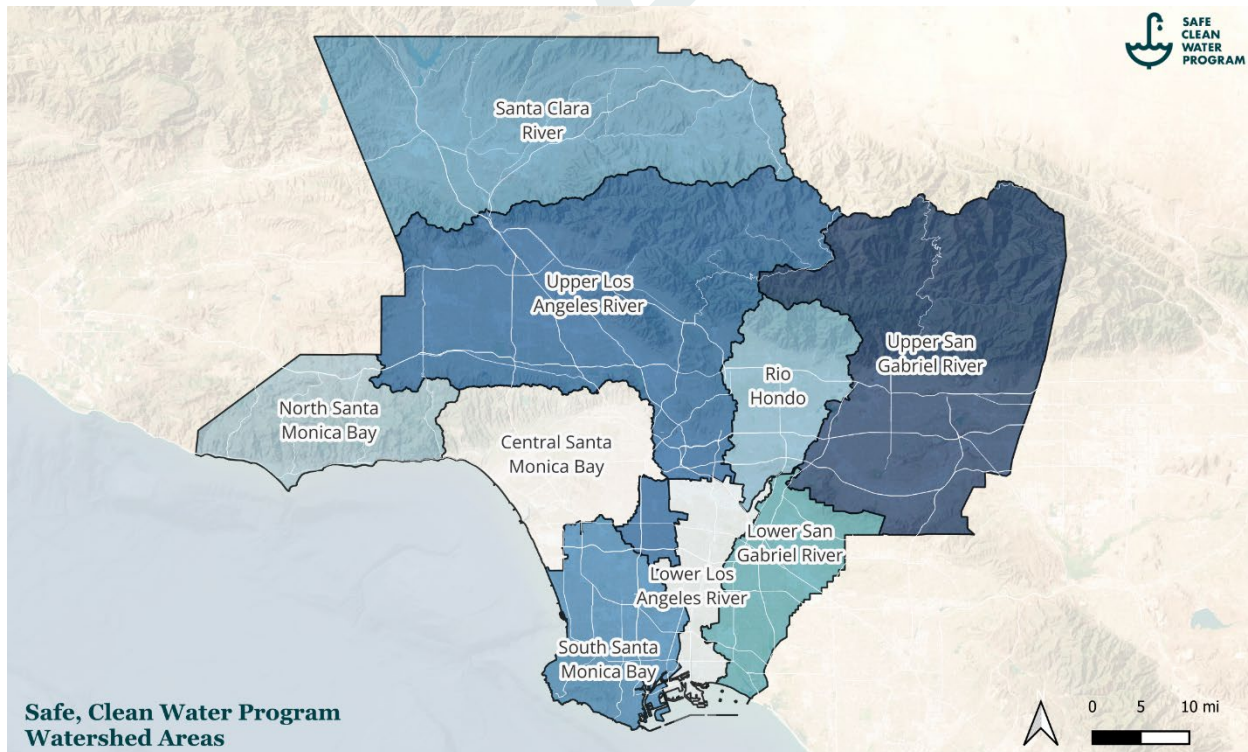 SAFE
CLEAN
WATER
PROGRAM
Santa Clara
River
Upper Los
Angeles River
Upper San
Gabriel River
Rio
Hondo
North Santa
Monica Bay
Central Santa
Monica Bay
Lower San
Gabriel River
Lower Los
Angeles River
South Santa
Monica Bay
Safe, Clean Water Program
Watershed Areas
0 5 10 mi